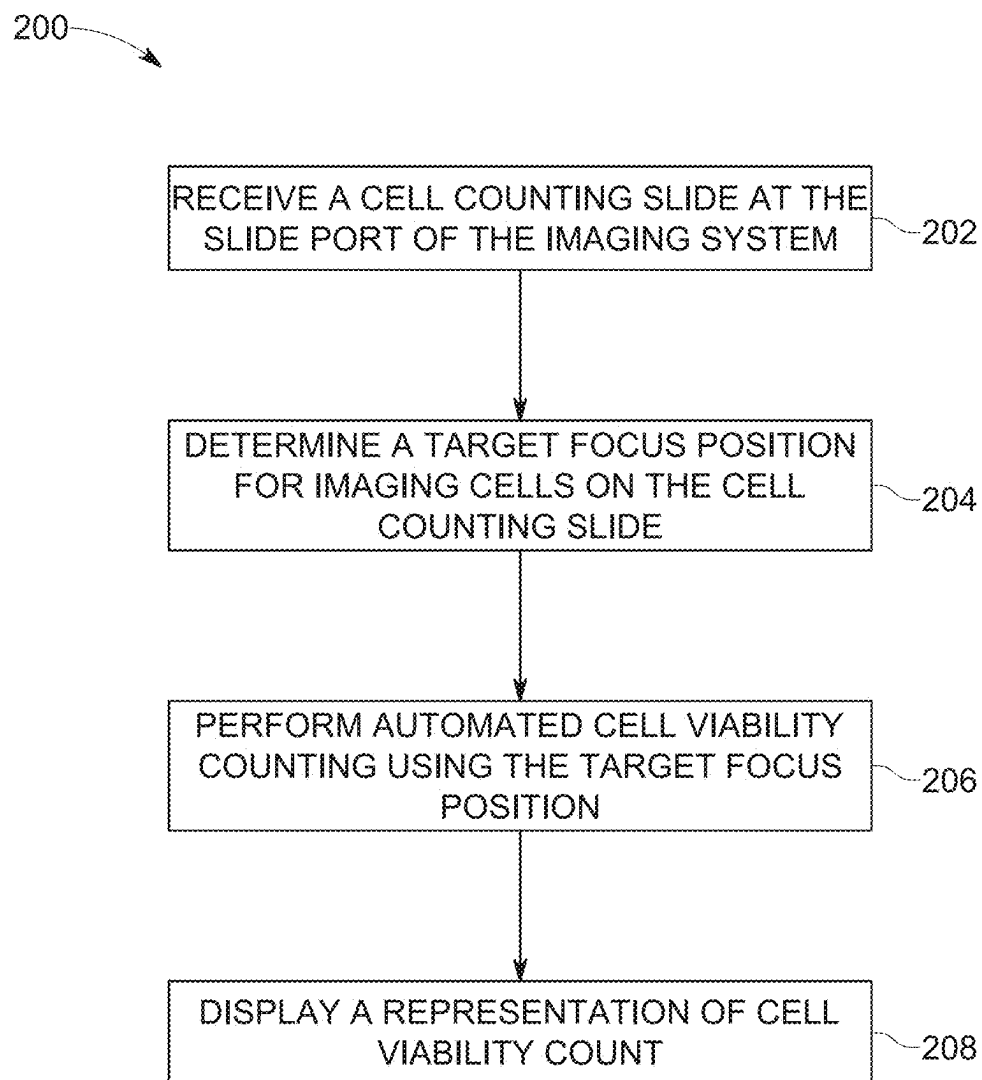 200
RECEIVE A CELL COUNTING SLIDE AT THE
SLIDE PORT OF THE IMAGING SYSTEM
202
DETERMINE A TARGET FOCUS POSITION
FOR IMAGING CELLS ON THE CELL
COUNTING SLIDE
204
PERFORM AUTOMATED CELL VIABILITY
COUNTING USING THE TARGET FOCUS
POSITION
206
DISPLAY A REPRESENTATION OF CELL
VIABILITY COUNT
208